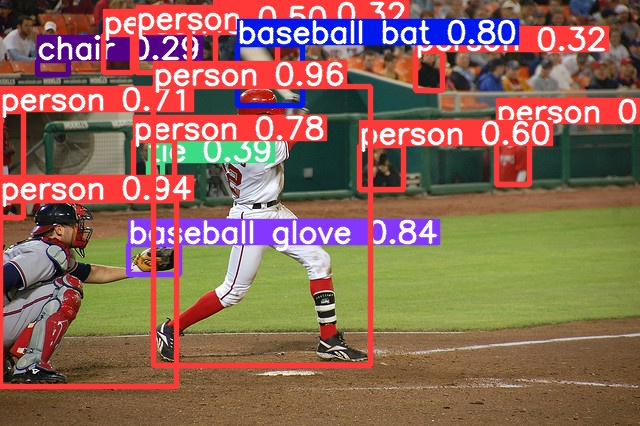 person 0.50
0.32
baseball bat 0.80
person 0.32
chair 0.29
person 0.96
person 0.71
person 0.78
person 0.60
person 0
tie 0.39
person 0.94
baseball glove 0.84